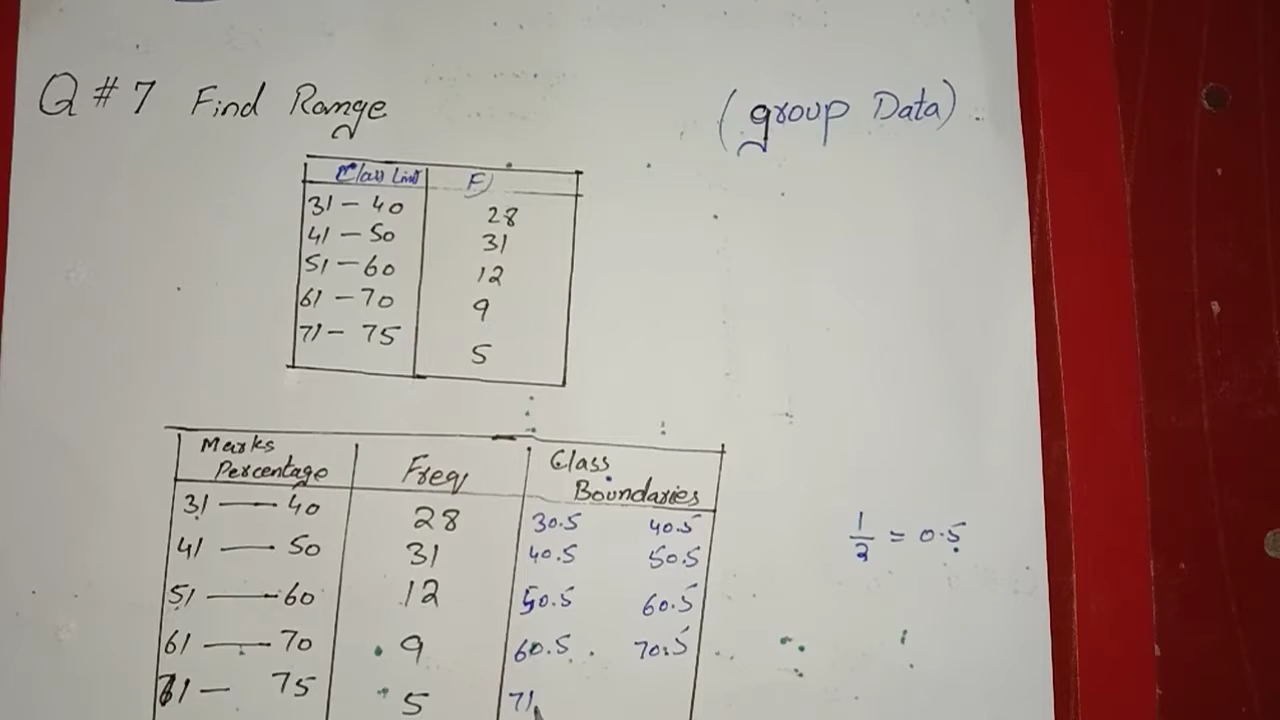 Q # 7 Find Range (group Data).
Class Limit F
31 - 40 28
41 - 50 31
51 - 60 12
61 - 70 9
71 - 75 5
Marks Percentage Freq Class Boundaries
31 — 40 28 30.5 40.5
41 — 50 31 40.5 50.5
51 — 60 12 50.5 60.5
61 — 70 9 60.5 70.5
71 — 75 5 71
1/2 = 0.5